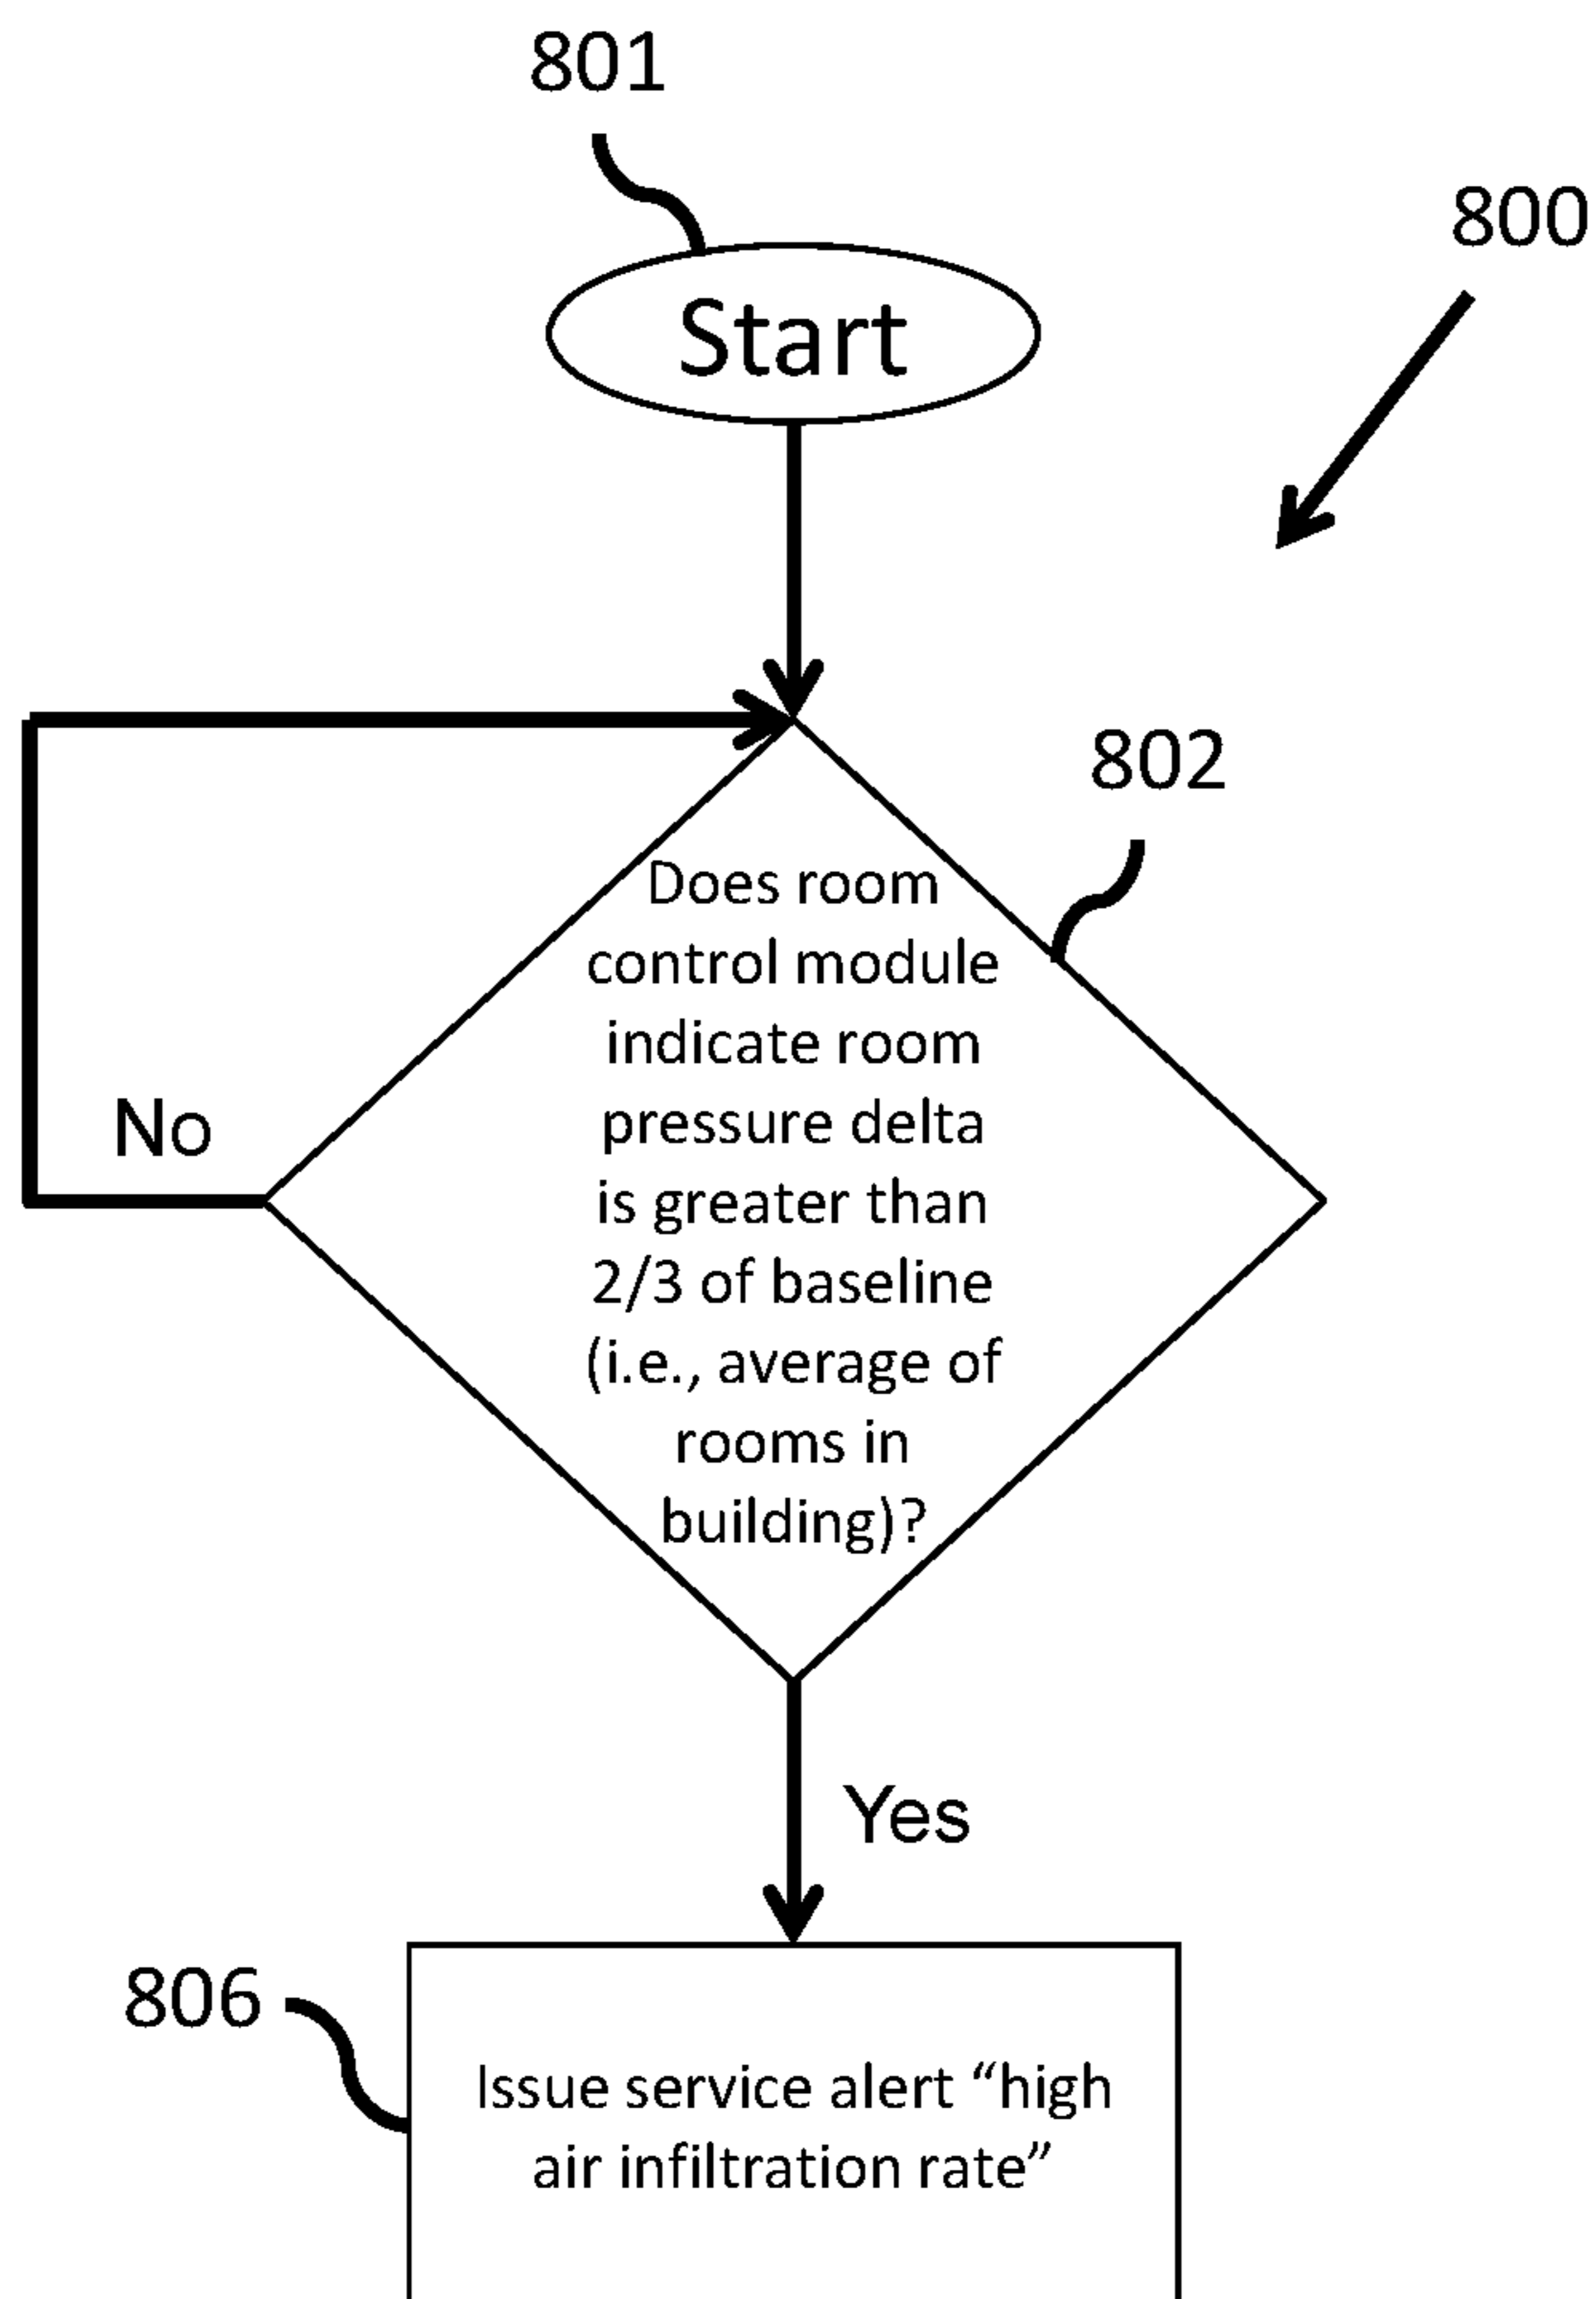 801
800
Start
802
Does room
control module
indicate room
pressure delta
is greater than
2/3 of baseline
(i.e., average of
rooms in
building)?
No
Yes
806
Issue service alert “high
air infiltration rate”